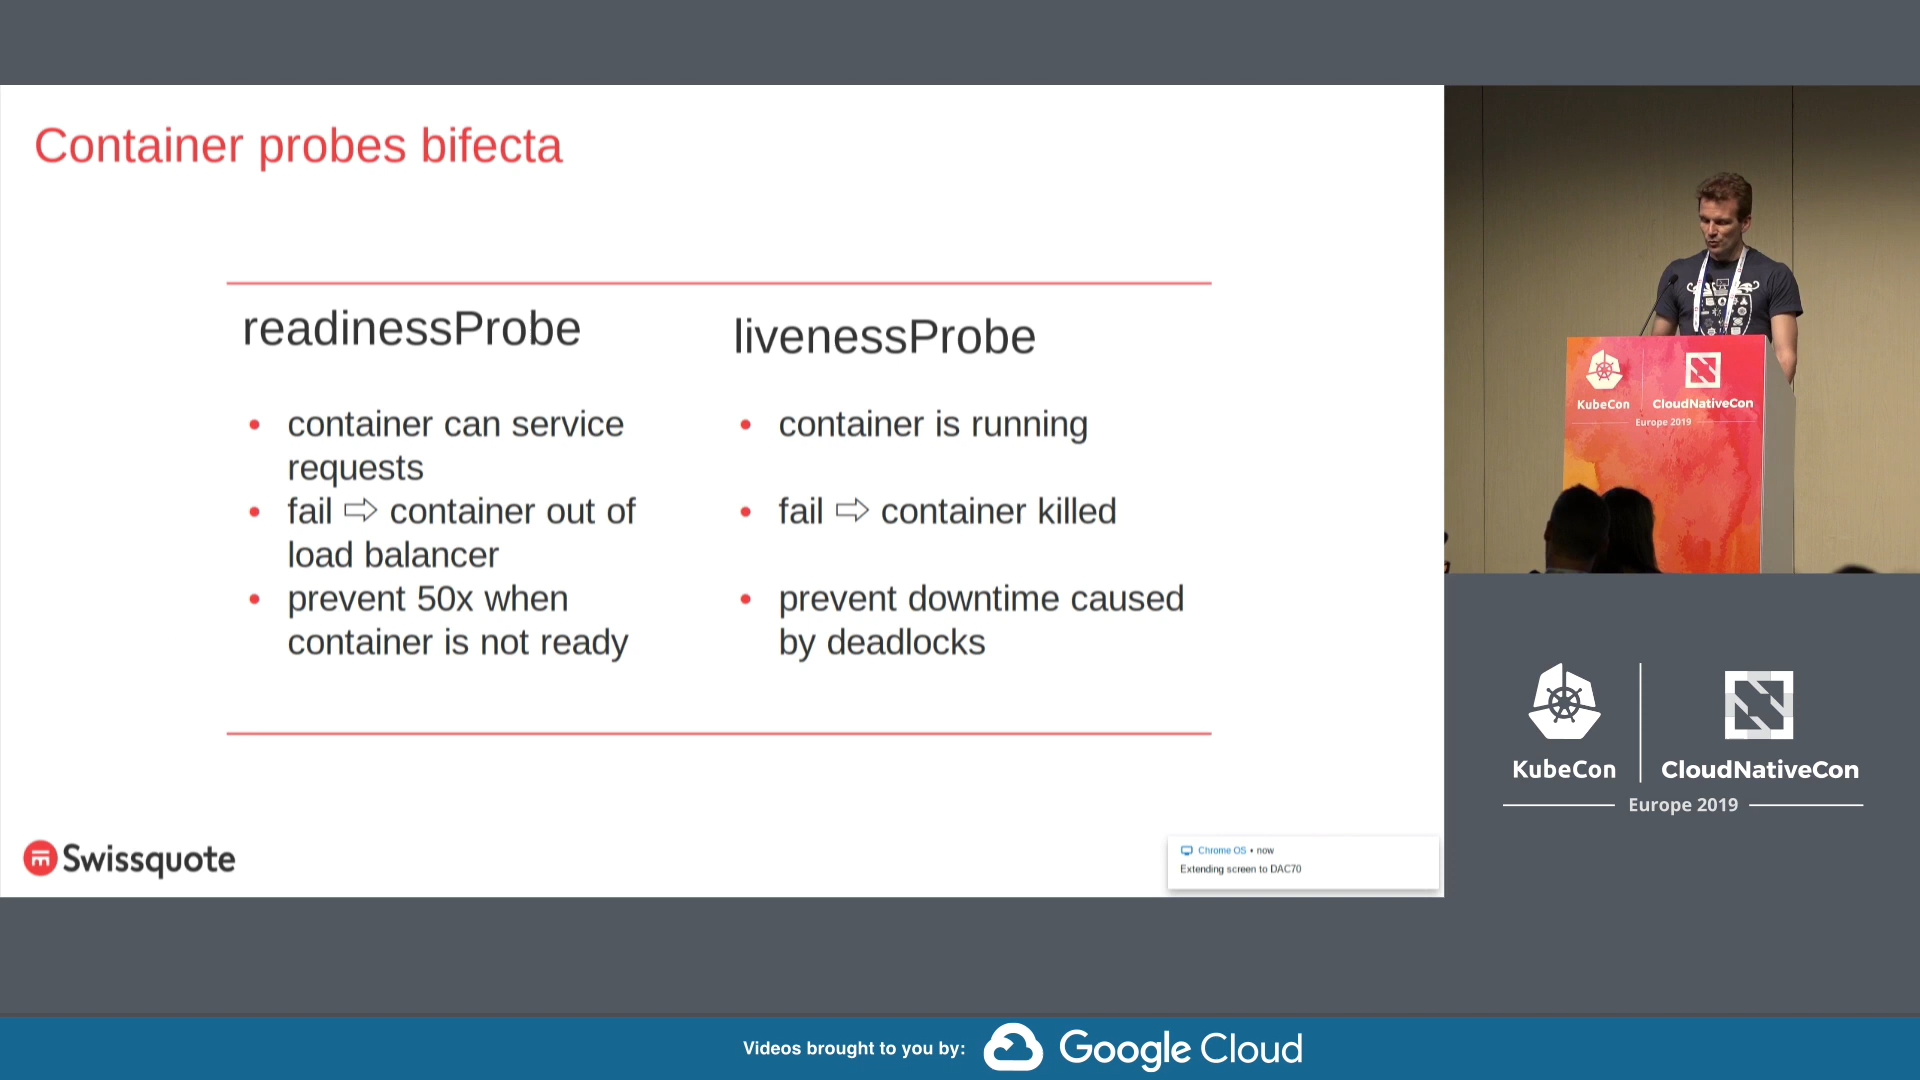 Container probes bifecta
readinessProbe
• container can service
requests
• fail ⇨ container out of
load balancer
• prevent 50x when
container is not ready
livenessProbe
• container is running
• fail ⇨ container killed
• prevent downtime caused
by deadlocks
Swissquote
Chrome OS • now
Extending screen to DAC70
KubeCon
CloudNativeCon
Europe 2019
KubeCon
CloudNativeCon
Europe 2019
Videos brought to you by:
Google Cloud